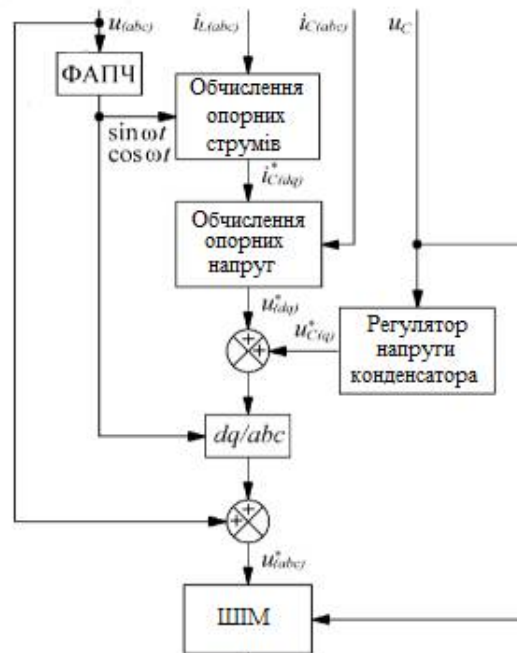 u(abc) iL(abc) iC(abc) uC
ФАПЧ
Обчислення
опорних
струмів
sin ωt
cos ωt
i*C(dq)
Обчислення
опорних
напруг
u*(dq)
u*C(q)
Регулятор
напруги
конденсатора
+
+
dq/abc
+
+
u*(abc)
ШІМ